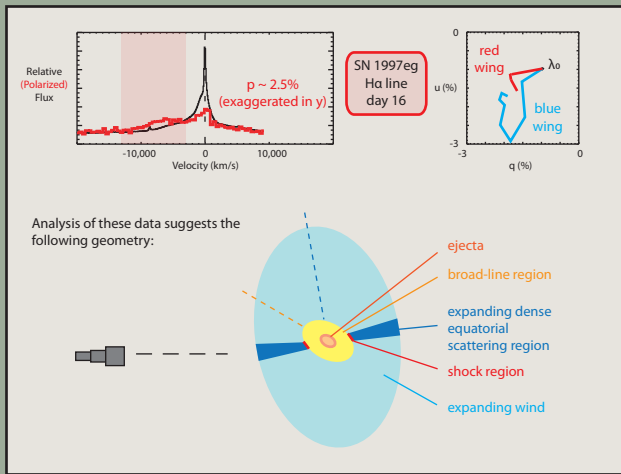 Relative
(Polarized)
Flux
p ~ 2.5%
(exaggerated in y)
-10,000
0
10,000
Velocity (km/s)
SN 1997eg
Hα line
day 16
0
u (%)
-3
red
wing
λ₀
blue
wing
-3
0
q (%)
Analysis of these data suggests the
following geometry:
ejecta
broad-line region
expanding dense
equatorial
scattering region
shock region
expanding wind